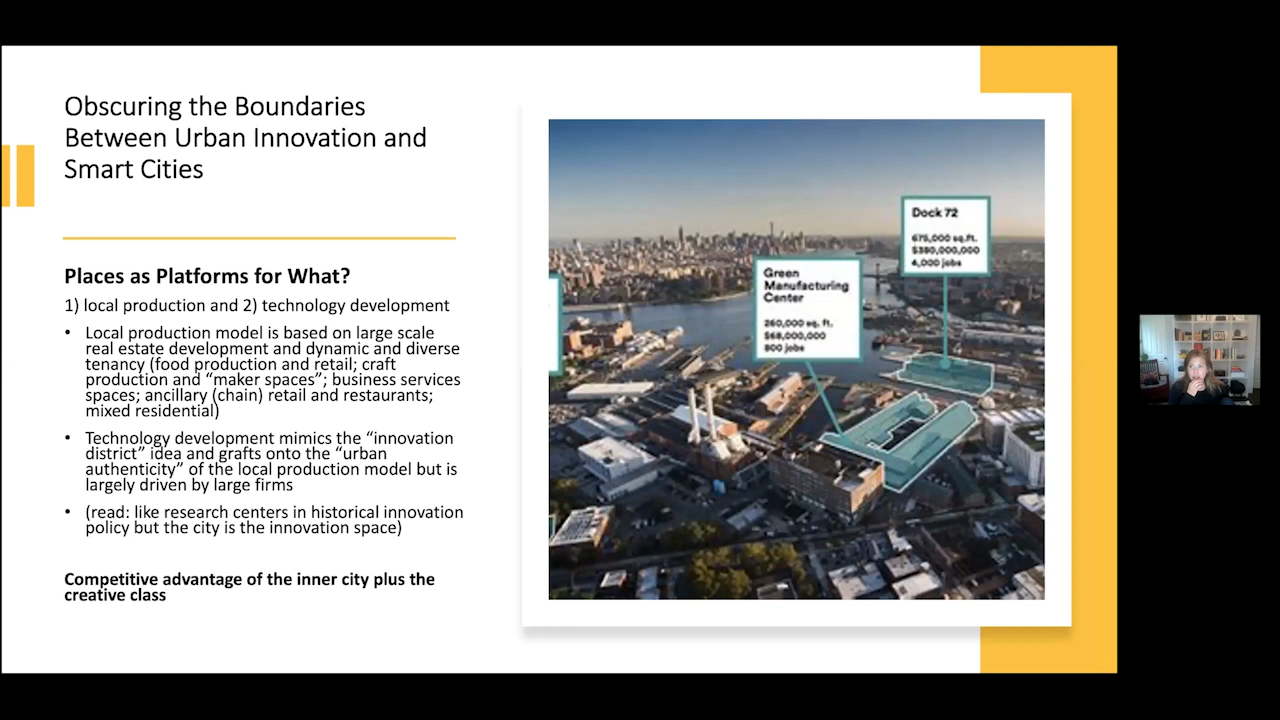 Obscuring the Boundaries
Between Urban Innovation and
Smart Cities
Places as Platforms for What?
1) local production and 2) technology development
• Local production model is based on large scale
real estate development and dynamic and diverse
tenancy (food production and retail; craft
production and “maker spaces”; business services
spaces; ancillary (chain) retail and restaurants;
mixed residential)
• Technology development mimics the “innovation
district” idea and grafts onto the “urban
authenticity” of the local production model but is
largely driven by large firms
• (read: like research centers in historical innovation
policy but the city is the innovation space)
Competitive advantage of the inner city plus the
creative class
Green
Manufacturing
Center
260,000 sq. ft.
$68,000,000
800 jobs
Dock 72
675,000 sq.ft.
$380,000,000
4,000 jobs